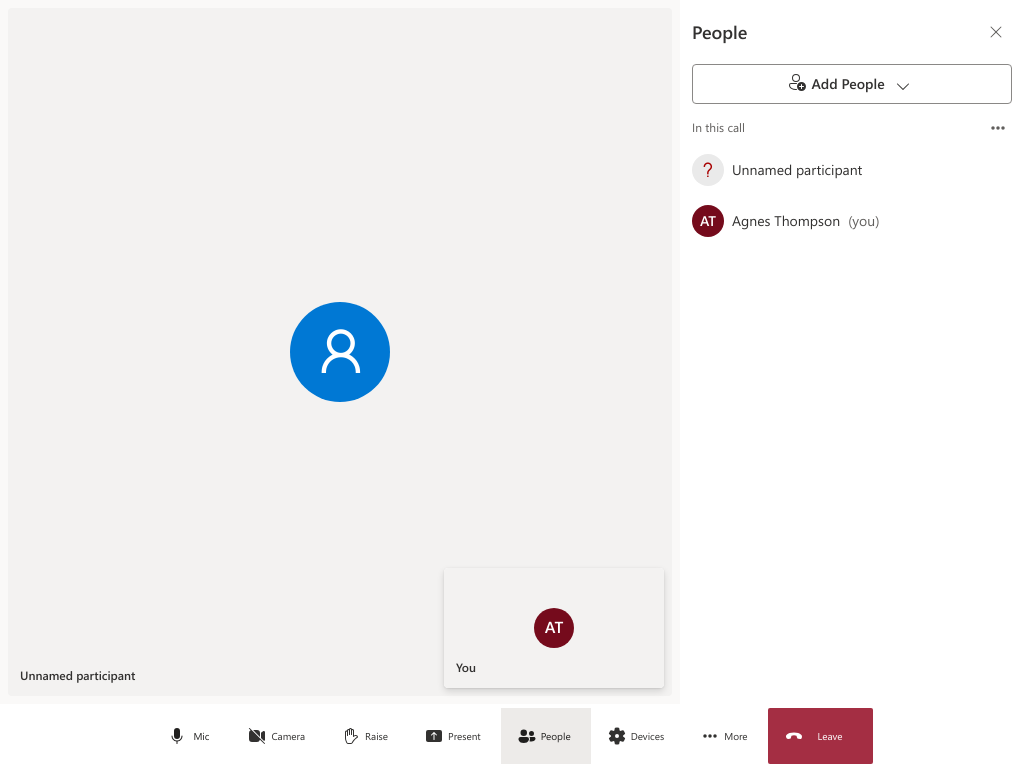 People
Add People
In this call
? Unnamed participant
AT Agnes Thompson (you)
AT
You
Unnamed participant
Mic Camera Raise Present People Devices More Leave